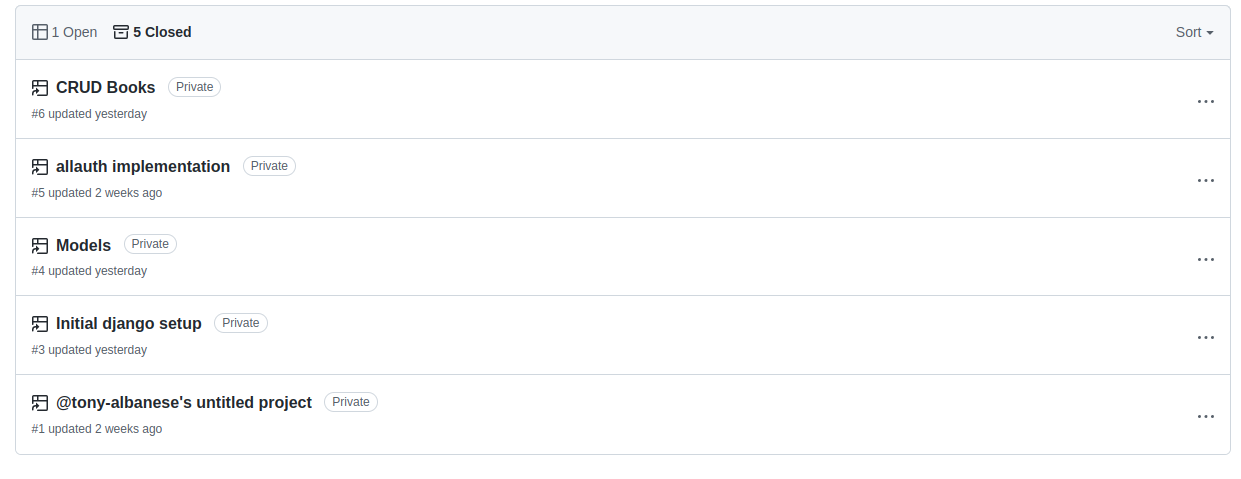 1 Open 5 Closed Sort
CRUD Books Private
#6 updated yesterday
allauth implementation Private
#5 updated 2 weeks ago
Models Private
#4 updated yesterday
Initial django setup Private
#3 updated yesterday
@tony-albanese's untitled project Private
#1 updated 2 weeks ago